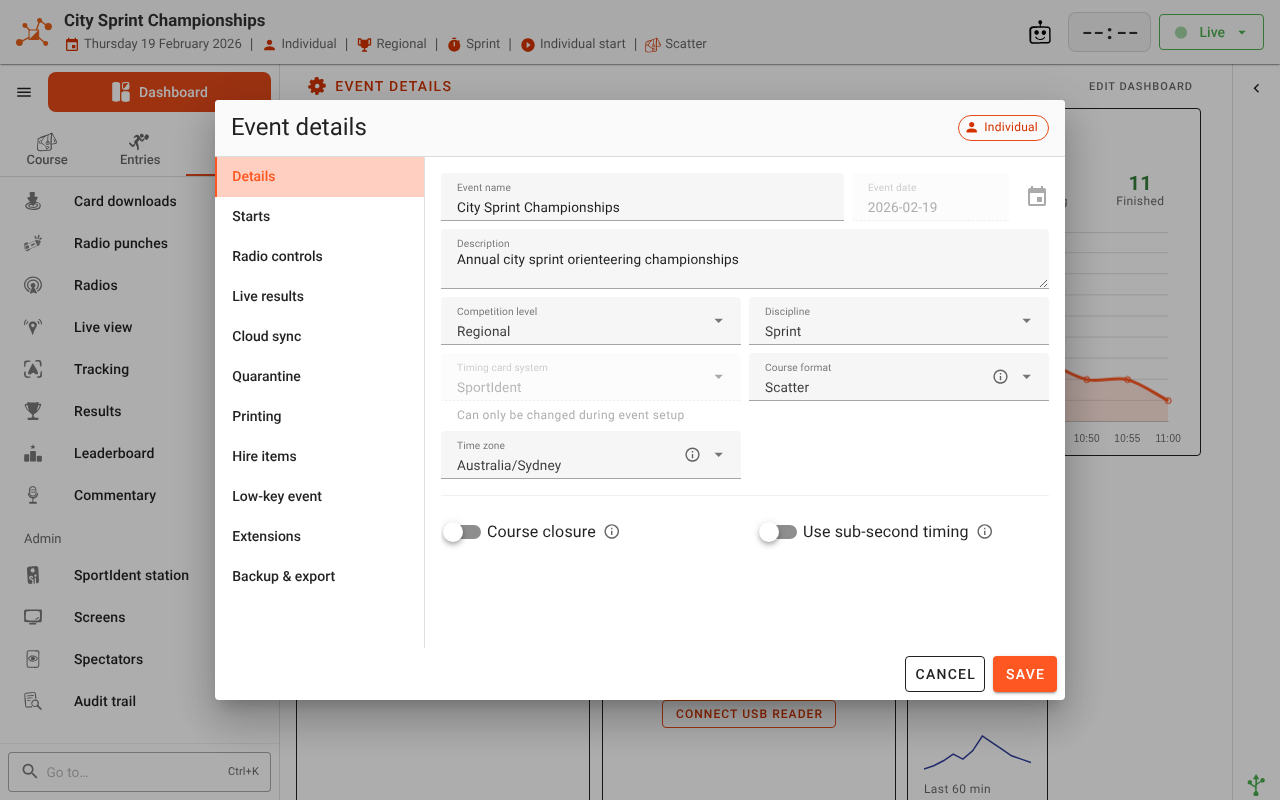 City Sprint Championships
Thursday 19 February 2026 | Individual | Regional | Sprint | Individual start | Scatter
--:--
Live
Dashboard
EVENT DETAILS
EDIT DASHBOARD
Course
Entries
Card downloads
Radio punches
Radios
Live view
Tracking
Results
Leaderboard
Commentary
Admin
SportIdent station
Screens
Spectators
Audit trail
Go to...
Ctrl+K
Event details
Individual
Details
Starts
Radio controls
Live results
Cloud sync
Quarantine
Printing
Hire items
Low-key event
Extensions
Backup & export
Event name
City Sprint Championships
Event date
2026-02-19
Description
Annual city sprint orienteering championships
Competition level
Regional
Discipline
Sprint
Timing card system
SportIdent
Can only be changed during event setup
Course format
Scatter
Time zone
Australia/Sydney
Course closure
Use sub-second timing
CANCEL
SAVE
11
Finished
10:50 10:55 11:00
CONNECT USB READER
Last 60 min